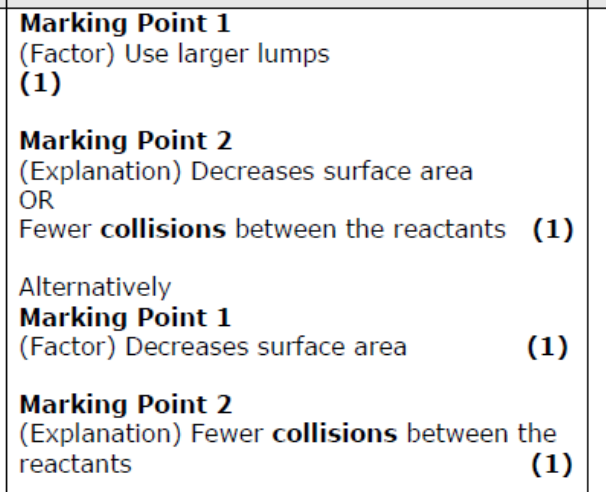 Marking Point 1
(Factor) Use larger lumps
(1)
Marking Point 2
(Explanation) Decreases surface area
OR
Fewer collisions between the reactants (1)
Alternatively
Marking Point 1
(Factor) Decreases surface area (1)
Marking Point 2
(Explanation) Fewer collisions between the
reactants (1)